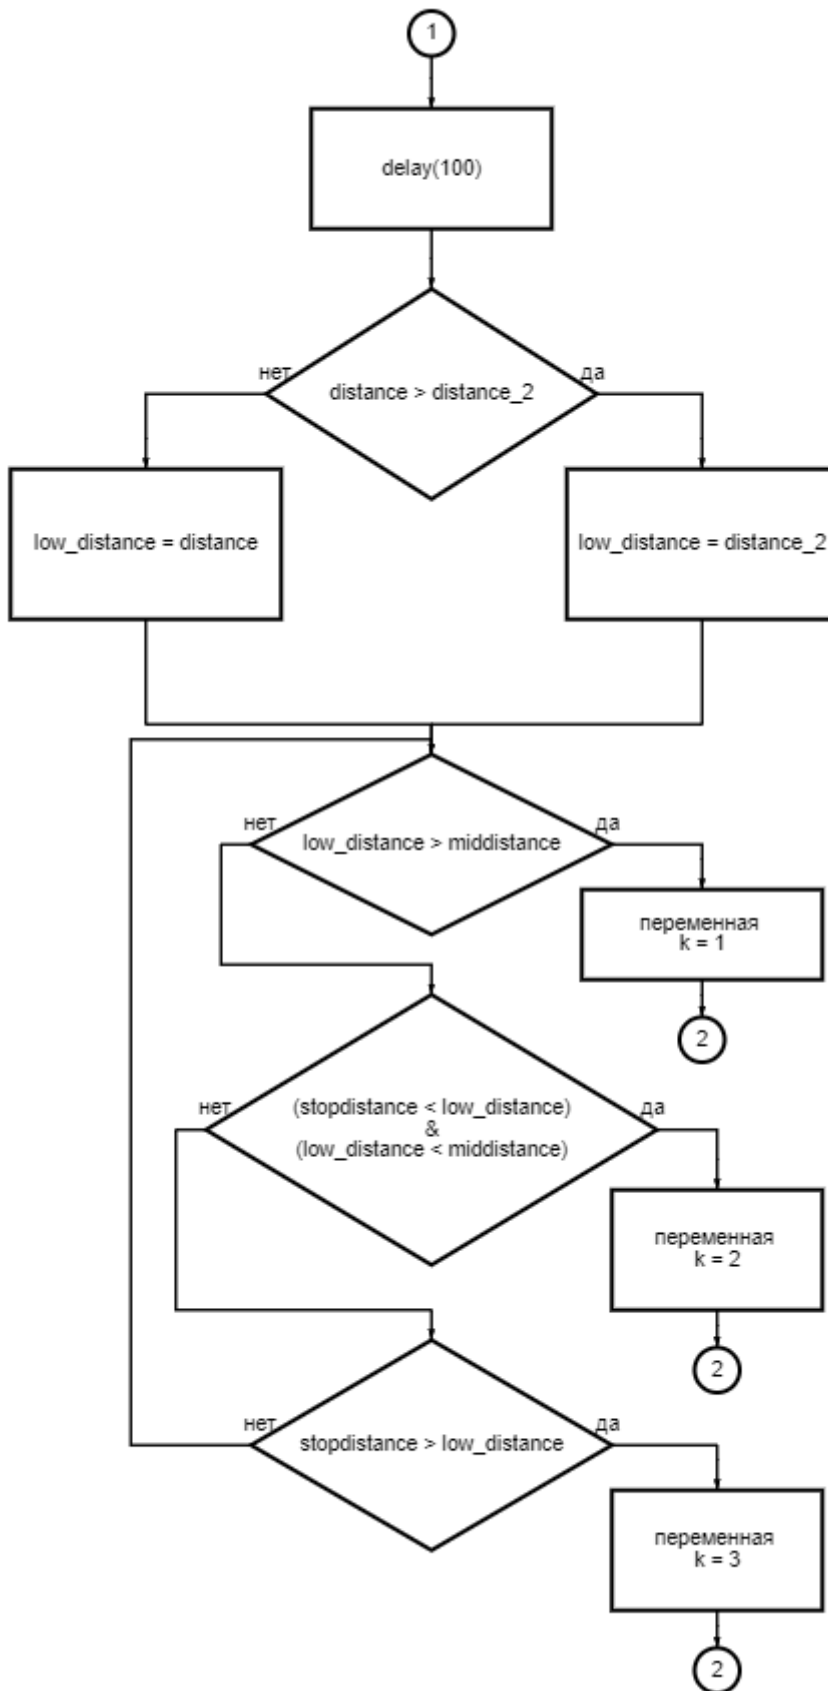 1
delay(100)
нет
да
distance > distance_2
low_distance = distance
low_distance = distance_2
нет
да
low_distance > middistance
переменная
k = 1
2
нет
да
(stopdistance < low_distance)
&
(low_distance < middistance)
переменная
k = 2
2
нет
да
stopdistance > low_distance
переменная
k = 3
2